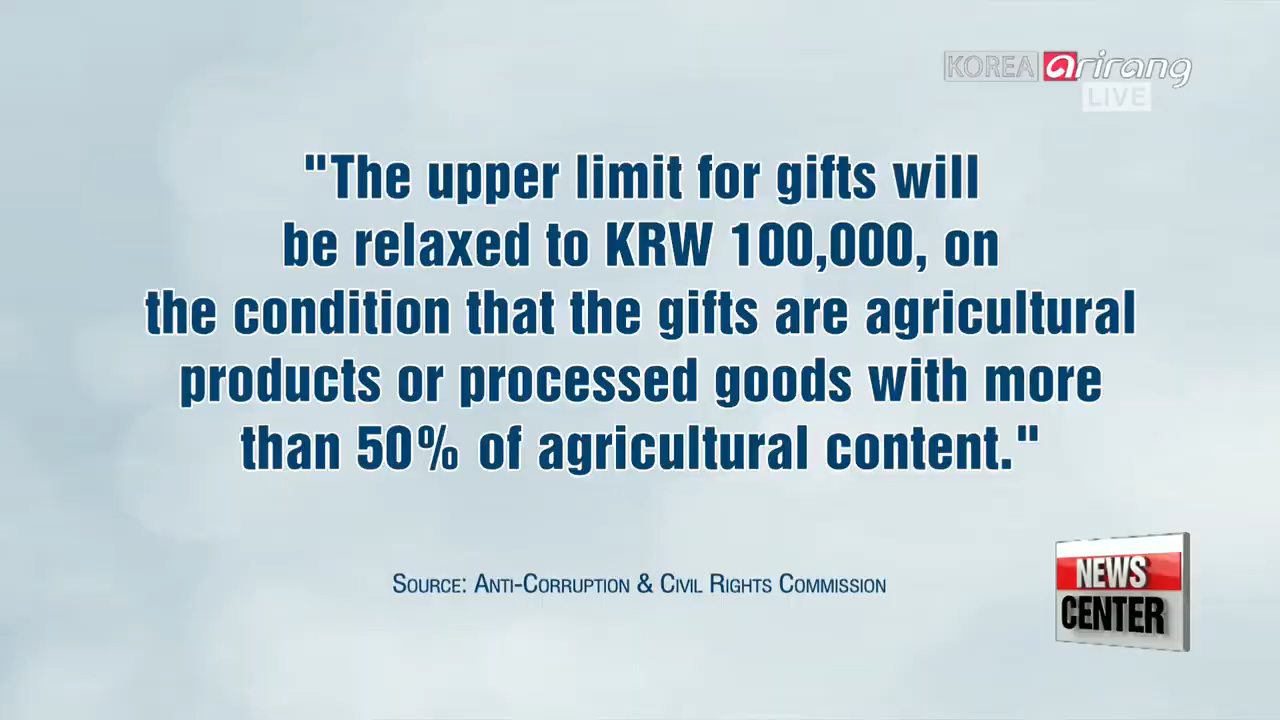 KOREA arirang
LIVE
"The upper limit for gifts will
be relaxed to KRW 100,000, on
the condition that the gifts are agricultural
products or processed goods with more
than 50% of agricultural content."
SOURCE: ANTI-CORRUPTION & CIVIL RIGHTS COMMISSION
NEWS
CENTER